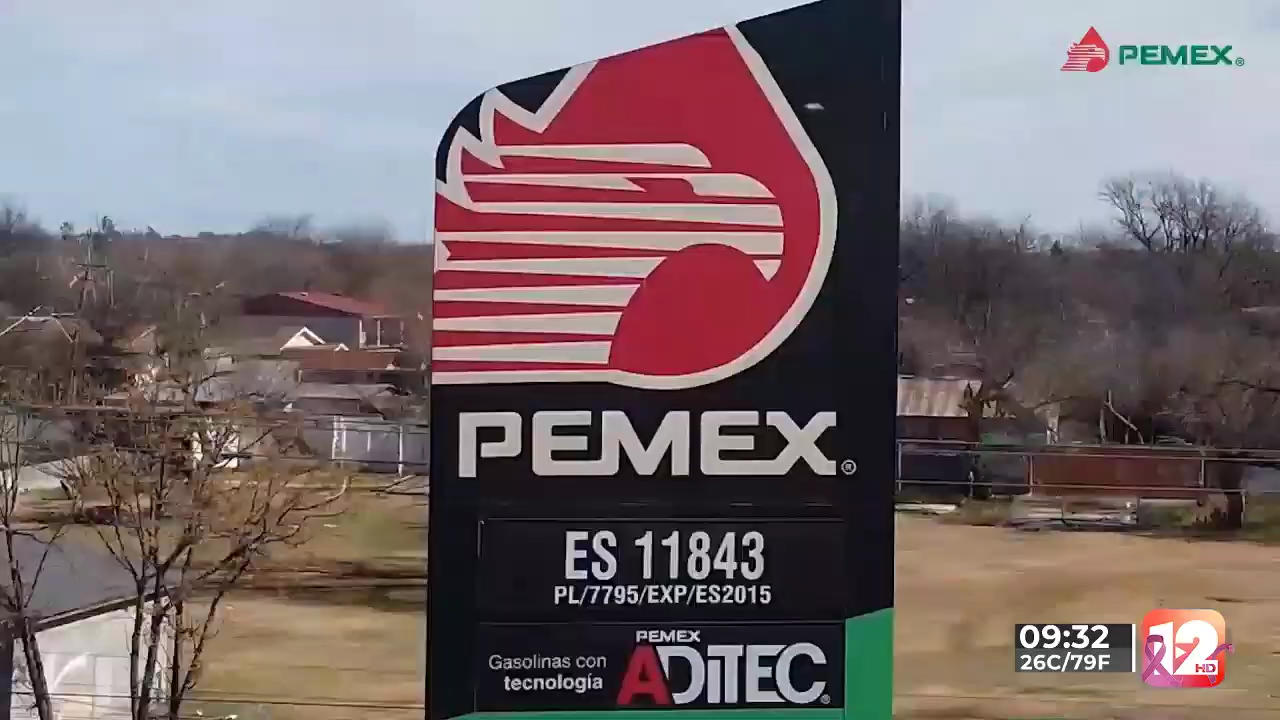 PEMEX®
PEMEX®
ES 11843
PL/7795/EXP/ES2015
PEMEX
Gasolinas con
tecnología
ADiTEC®
09:32
26C/79F
12
HD